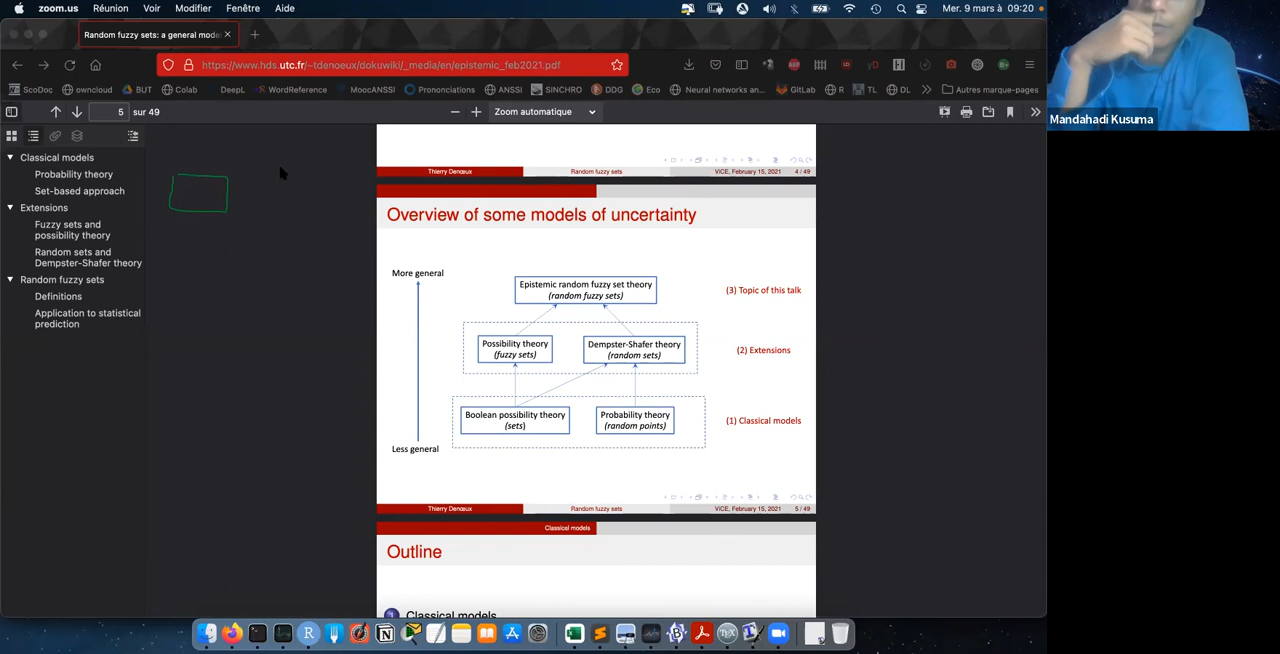 zoom.us Réunion Voir Modifier Fenêtre Aide
Mer. 9 mars à 09:20
Random fuzzy sets: a general mode
https://www.hds.utc.fr/~tdenoeux/dokuwiki/_media/en/epistemic_feb2021.pdf
ScoDoc owncloud BUT Colab DeepL WordReference MoocANSSI Prononciations ANSSI SINCHRO DDG Eco Neural networks an... GitLab R TL DL Autres marque-pages
5 sur 49
Zoom automatique
Mandahadi Kusuma
Classical models
Probability theory
Set-based approach
Extensions
Fuzzy sets and
possibility theory
Random sets and
Dempster-Shafer theory
Random fuzzy sets
Definitions
Application to statistical
prediction
Thierry Denœux Random fuzzy sets ViCE, February 15, 2021 4 / 49
Overview of some models of uncertainty
More general
Epistemic random fuzzy set theory
(random fuzzy sets)
(3) Topic of this talk
Possibility theory
(fuzzy sets)
Dempster-Shafer theory
(random sets)
(2) Extensions
Boolean possibility theory
(sets)
Probability theory
(random points)
(1) Classical models
Less general
Thierry Denœux Random fuzzy sets ViCE, February 15, 2021 5 / 49
Classical models
Outline
1 Classical models